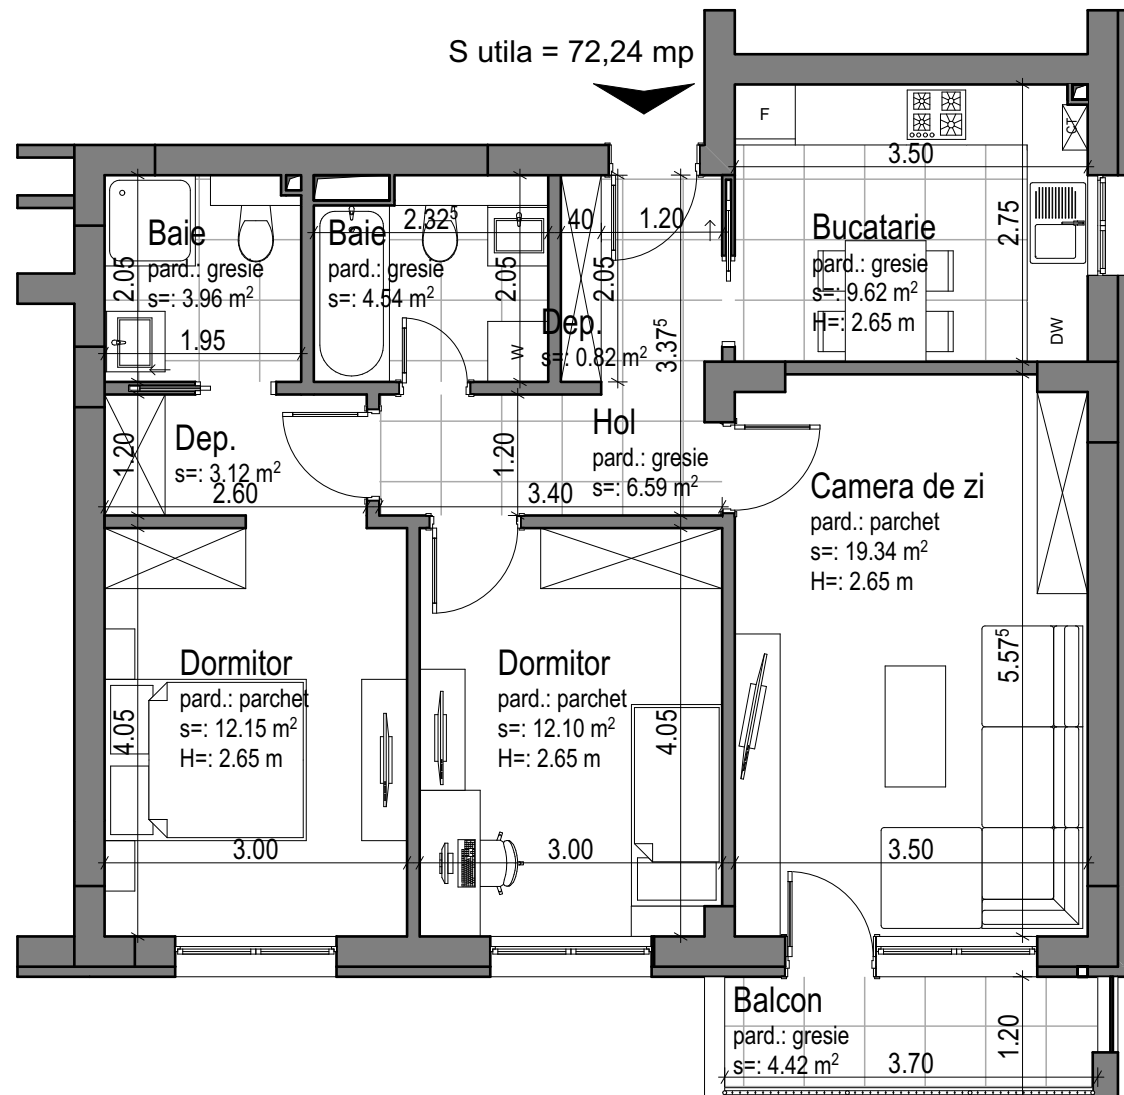 S utila = 72,24 mp
F
CT
3.50
Baie
pard.: gresie
s=: 3.96 m²
2.05
1.95
2.32⁵
Baie
pard.: gresie
s=: 4.54 m²
2.05
W
40
1.20
2.05
Dep.
s=: 0.82 m²
3.37⁵
Bucatarie
pard.: gresie
s=: 9.62 m²
H=: 2.65 m
2.75
DW
1.20
Dep.
s=: 3.12 m²
2.60
1.20
Hol
pard.: gresie
s=: 6.59 m²
3.40
Camera de zi
pard.: parchet
s=: 19.34 m²
H=: 2.65 m
5.57⁵
Dormitor
pard.: parchet
s=: 12.15 m²
H=: 2.65 m
4.05
3.00
Dormitor
pard.: parchet
s=: 12.10 m²
H=: 2.65 m
4.05
3.00
3.50
Balcon
pard.: gresie
s=: 4.42 m²
3.70
1.20